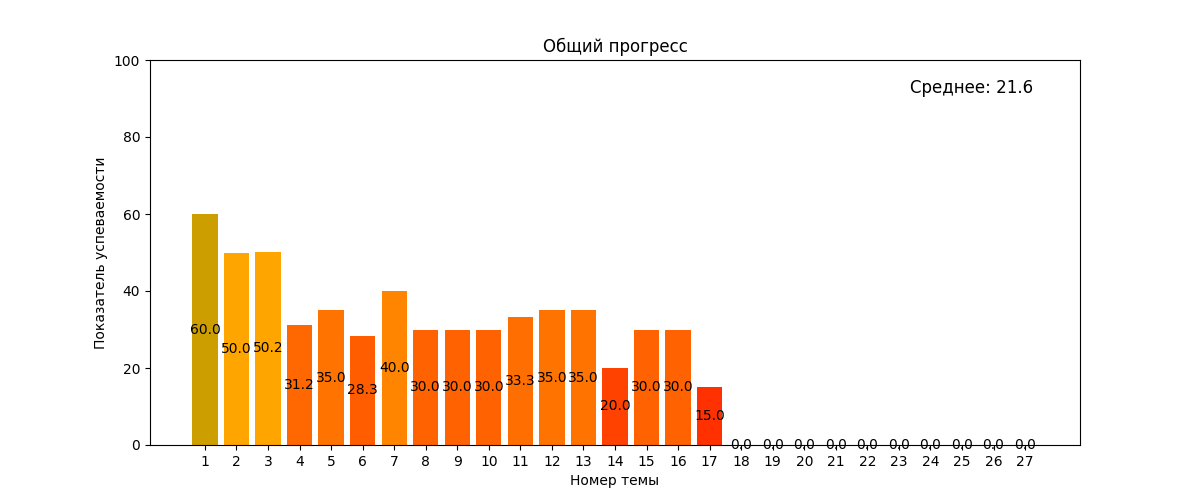 Общий прогресс
Среднее: 21.6
Показатель успеваемости
100
80
60
40
20
0
60.0 50.0 50.2 31.2 35.0 28.3 40.0 30.0 30.0 30.0 33.3 35.0 35.0 20.0 30.0 30.0 15.0 0.0 0.0 0.0 0.0 0.0 0.0 0.0 0.0 0.0 0.0
1 2 3 4 5 6 7 8 9 10 11 12 13 14 15 16 17 18 19 20 21 22 23 24 25 26 27
Номер темы